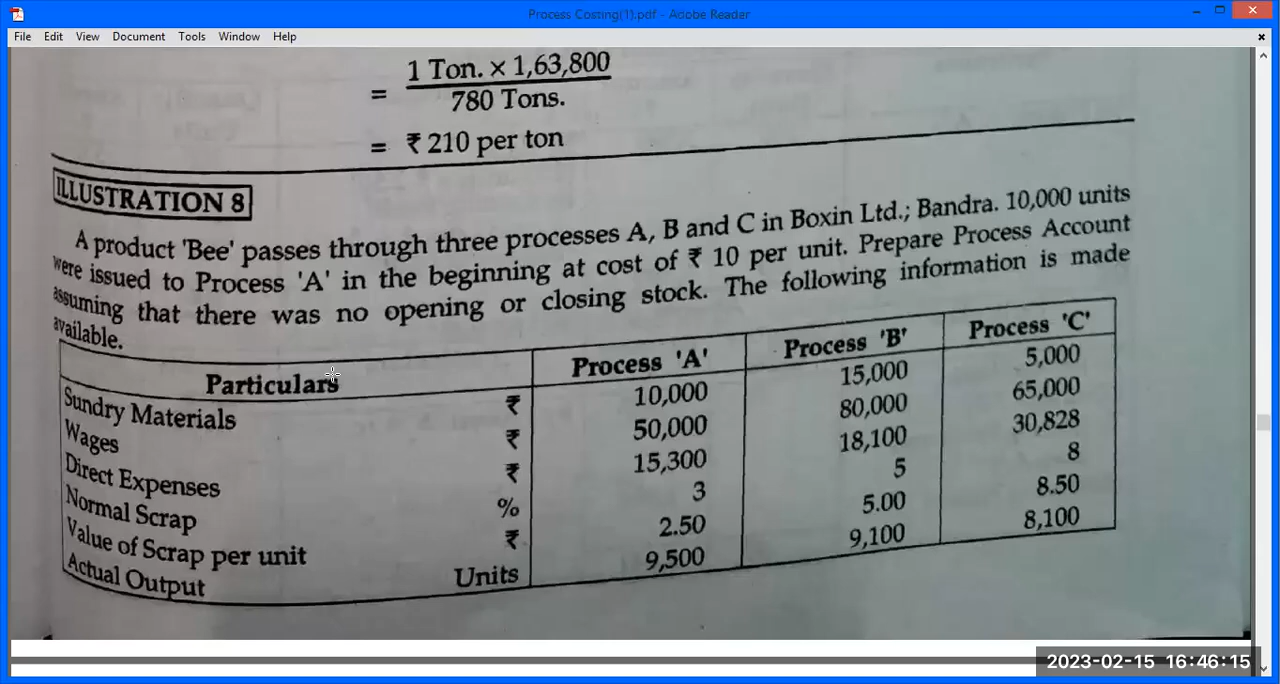 Process Costing(1).pdf - Adobe Reader
File Edit View Document Tools Window Help
= 1 Ton. × 1,63,800
780 Tons.
= ₹ 210 per ton
ILLUSTRATION 8
A product 'Bee' passes through three processes A, B and C in Boxin Ltd.; Bandra. 10,000 units
were issued to Process 'A' in the beginning at cost of ₹ 10 per unit. Prepare Process Account
assuming that there was no opening or closing stock. The following information is made
available.
Particulars Process 'A' Process 'B' Process 'C'
Sundry Materials ₹ 10,000 15,000 5,000
Wages ₹ 50,000 80,000 65,000
Direct Expenses ₹ 15,300 18,100 30,828
Normal Scrap % 3 5 8
Value of Scrap per unit ₹ 2.50 5.00 8.50
Actual Output Units 9,500 9,100 8,100
2023-02-15 16:46:15